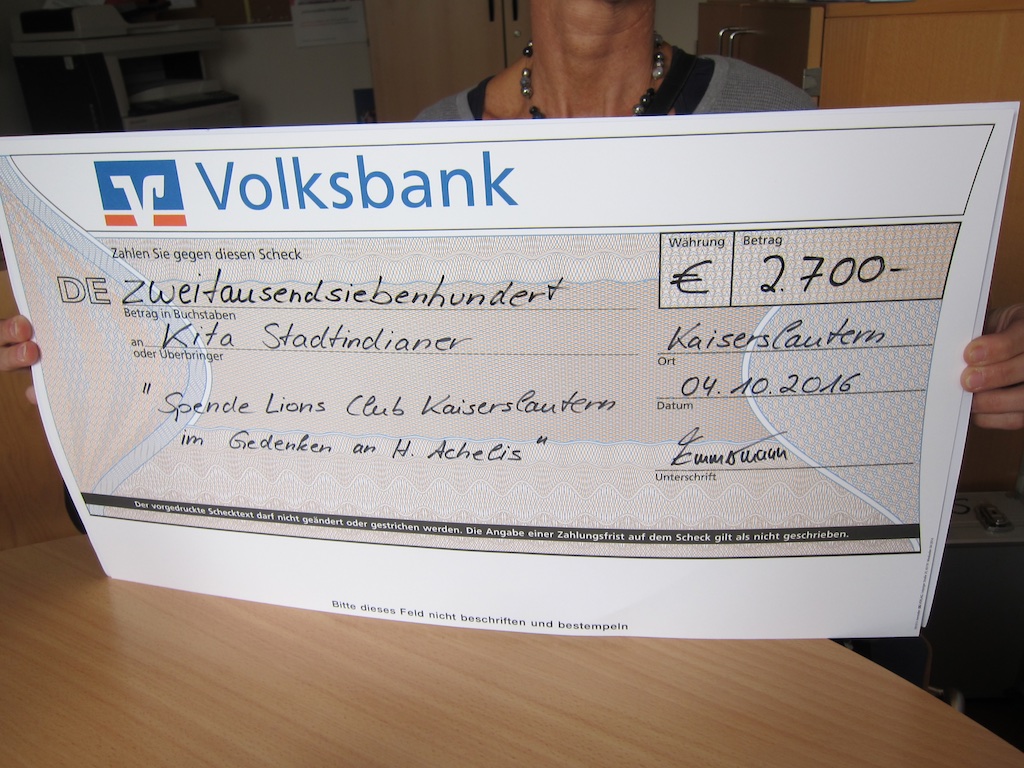 Volksbank
Zahlen Sie gegen diesen Scheck
Währung Betrag
€ 2.700-
DE zweitausendsiebenhundert
Betrag in Buchstaben
an Kita Stadtindianer
oder Überbringer
Kaiserslautern
Ort
04.10.2016
Datum
"Spende Lions Club Kaiserslautern
im Gedenken an H. Achelis"
Unterschrift
Der vorgedruckte Schecktext darf nicht geändert oder gestrichen werden. Die Angabe einer Zahlungsfrist auf dem Scheck gilt als nicht geschrieben.
Bitte dieses Feld nicht beschriften und bestempeln